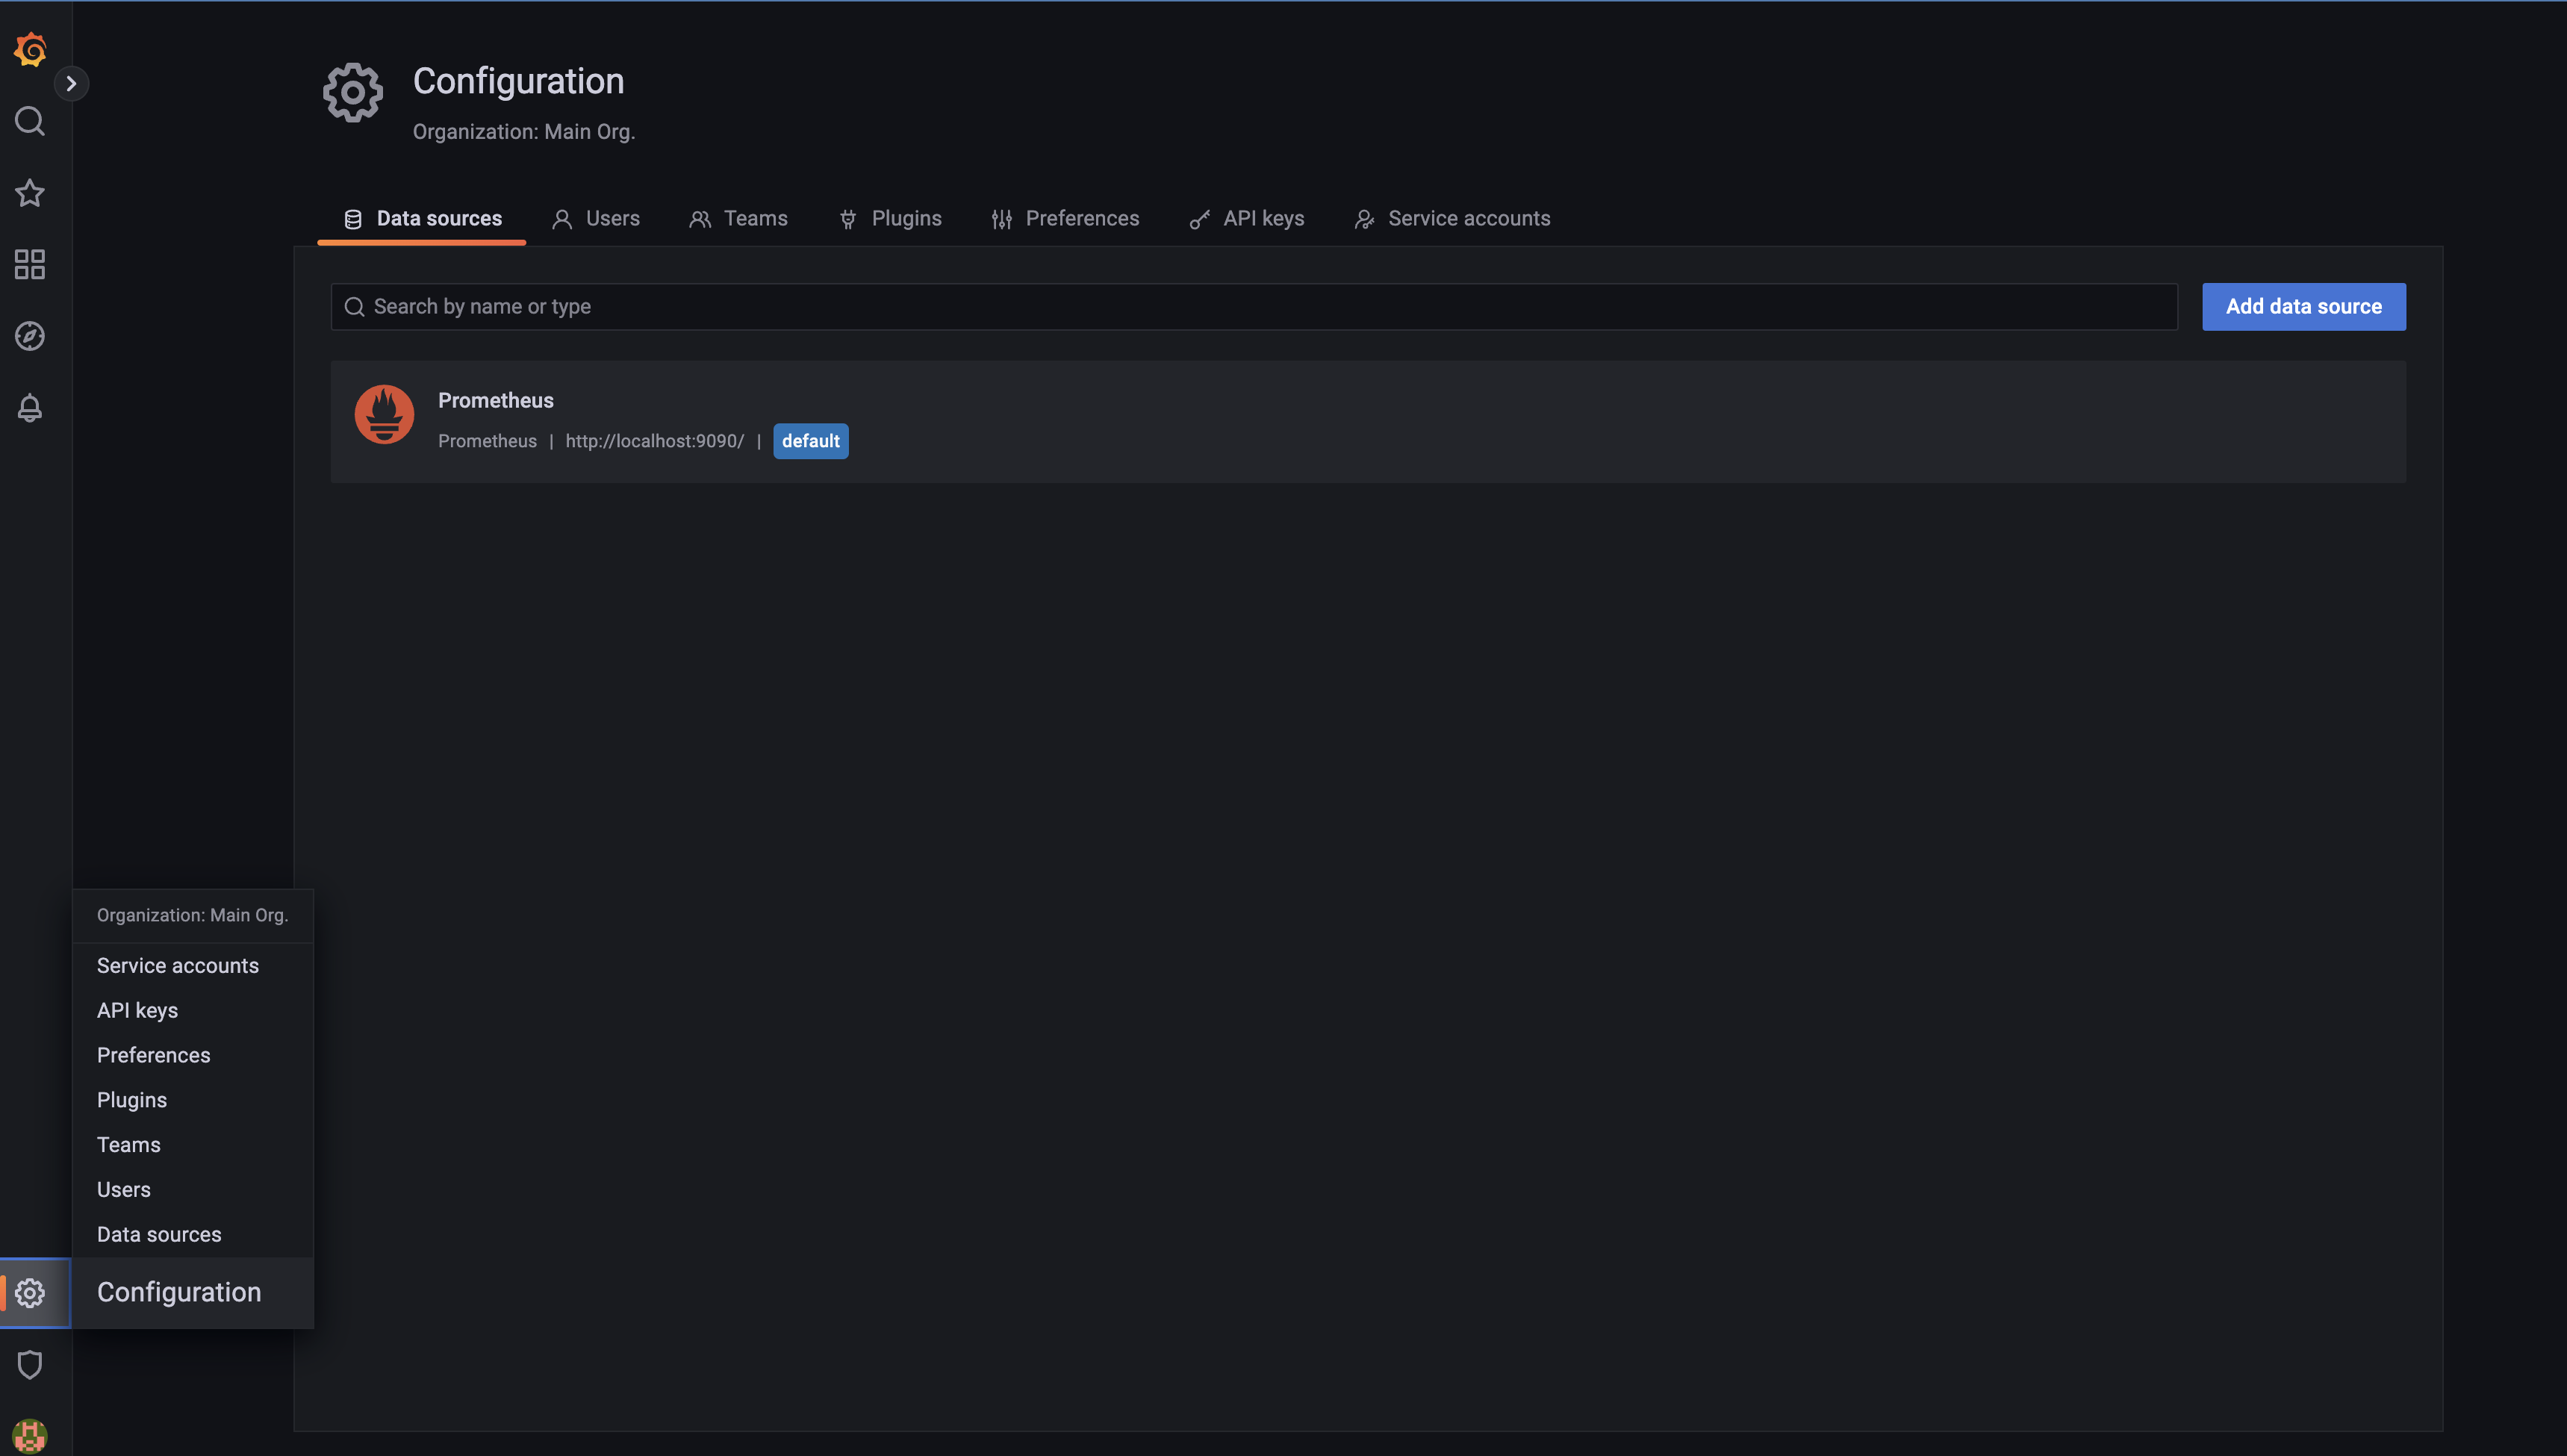 Configuration
Organization: Main Org.
Data sources Users Teams Plugins Preferences API keys Service accounts
Search by name or type
Add data source
Prometheus
Prometheus | http://localhost:9090/ | default
Organization: Main Org.
Service accounts
API keys
Preferences
Plugins
Teams
Users
Data sources
Configuration